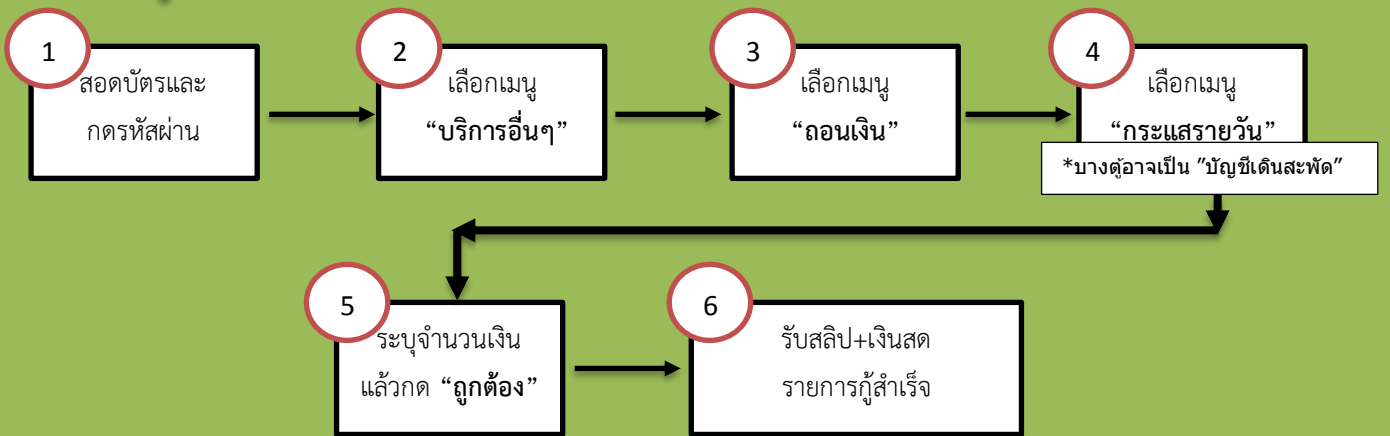 1
สอดบัตรและ
กดรหัสผ่าน
2
เลือกเมนู
“บริการอื่นๆ”
3
เลือกเมนู
“ถอนเงิน”
4
เลือกเมนู
“กระแสรายวัน”
*บางตู้อาจเป็น "บัญชีเดินสะพัด"
5
ระบุจำนวนเงิน
แล้วกด “ถูกต้อง”
6
รับสลิป+เงินสด
รายการกู้สำเร็จ